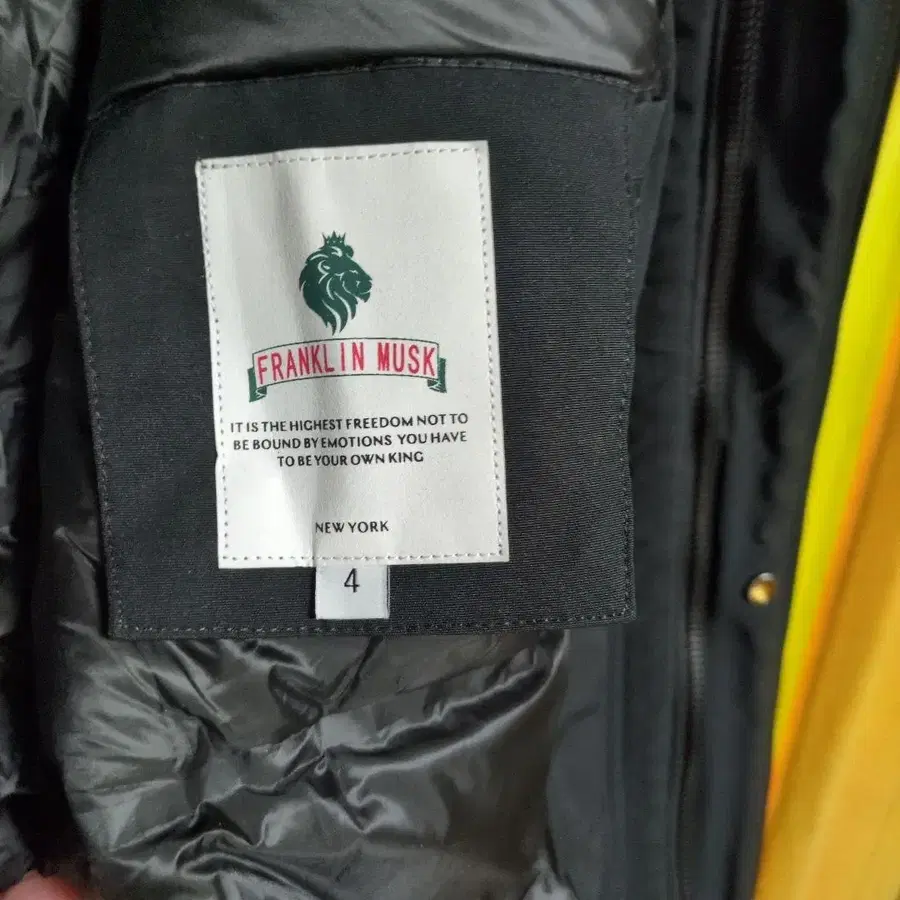 FRANKLIN MUSK
IT IS THE HIGHEST FREEDOM NOT TO
BE BOUND BY EMOTIONS YOU HAVE
TO BE YOUR OWN KING
NEW YORK
4